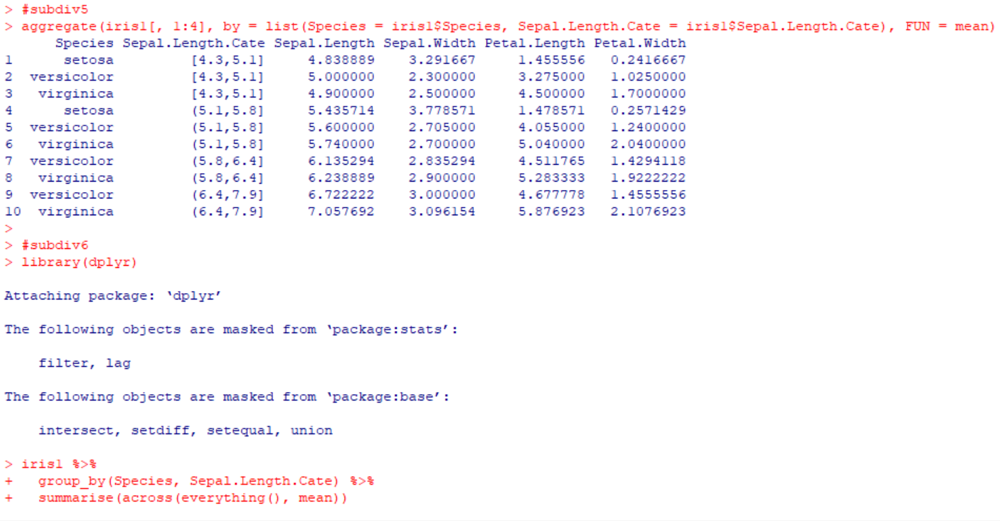 > #subdiv5
> aggregate(iris1[, 1:4], by = list(Species = iris1$Species, Sepal.Length.Cate = iris1$Sepal.Length.Cate), FUN = mean)
      Species Sepal.Length.Cate Sepal.Length Sepal.Width Petal.Length Petal.Width
1      setosa         [4.3,5.1]     4.838889    3.291667     1.455556   0.2416667
2  versicolor         [4.3,5.1]     5.000000    2.300000     3.275000   1.0250000
3   virginica         [4.3,5.1]     4.900000    2.500000     4.500000   1.7000000
4      setosa         (5.1,5.8]     5.435714    3.778571     1.478571   0.2571429
5  versicolor         (5.1,5.8]     5.600000    2.705000     4.055000   1.2400000
6   virginica         (5.1,5.8]     5.740000    2.700000     5.040000   2.0400000
7  versicolor         (5.8,6.4]     6.135294    2.835294     4.511765   1.4294118
8   virginica         (5.8,6.4]     6.238889    2.900000     5.283333   1.9222222
9  versicolor         (6.4,7.9]     6.722222    3.000000     4.677778   1.4555556
10  virginica         (6.4,7.9]     7.057692    3.096154     5.876923   2.1076923
>
> #subdiv6
> library(dplyr)
Attaching package: ‘dplyr’
The following objects are masked from ‘package:stats’:
    filter, lag
The following objects are masked from ‘package:base’:
    intersect, setdiff, setequal, union
> iris1 %>%
+   group_by(Species, Sepal.Length.Cate) %>%
+   summarise(across(everything(), mean))